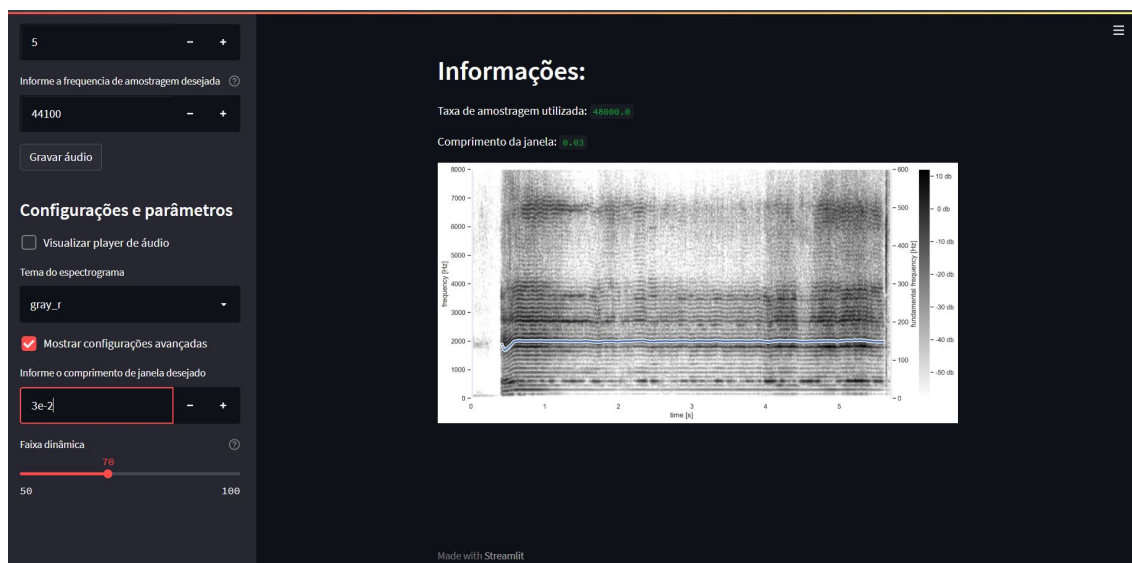 5
- +
Informe a frequencia de amostragem desejada ?
44100
- +
Gravar áudio
Configurações e parâmetros
Visualizar player de áudio
Tema do espectrograma
gray_r
Mostrar configurações avançadas
Informe o comprimento de janela desejado
3e-2
- +
Faixa dinâmica ?
70
50 100
Informações:
Taxa de amostragem utilizada: 48000.0
Comprimento da janela: 0.03
8000
7000
6000
5000
4000
3000
2000
1000
0
frequency [Hz]
0 1 2 3 4 5
time [s]
600
500
400
300
200
100
0
fundamental frequency [Hz]
10 db
0 db
-10 db
-20 db
-30 db
-40 db
-50 db
Made with Streamlit